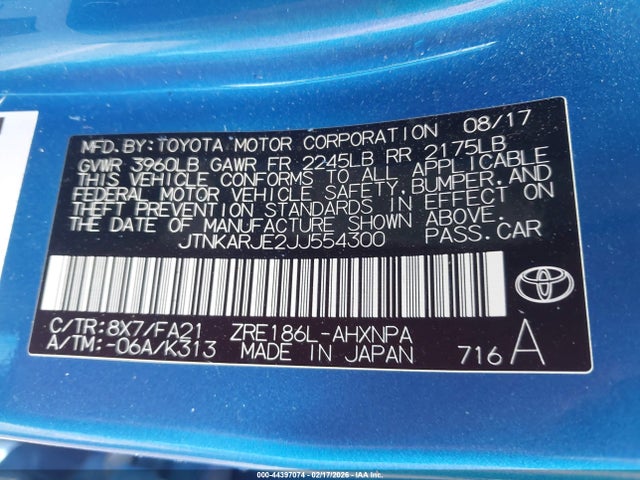 MFD.BY:TOYOTA MOTOR CORPORATION 08/17
GVWR 3960LB GAWR FR 2245LB RR 2175LB
THIS VEHICLE CONFORMS TO ALL APPLICABLE
FEDERAL MOTOR VEHICLE SAFETY,BUMPER,AND
THEFT PREVENTION STANDARDS IN EFFECT ON
THE DATE OF MANUFACTURE SHOWN ABOVE.
JTNKARJE2JJ554300 PASS.CAR
C/TR:8X7/FA21 ZRE186L-AHXNPA
A/TM:-06A/K313 MADE IN JAPAN 716A
TOYOTA
000-44397074 - 02/17/2026 - IAAI, Inc.